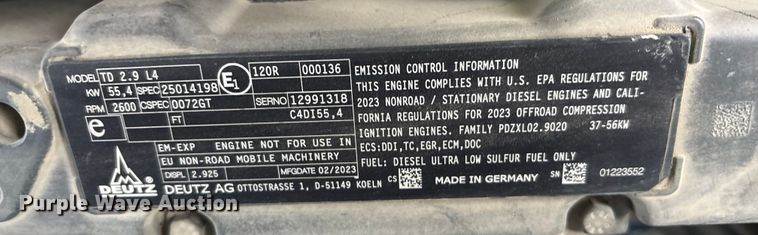 MODEL TD 2.9 L4
KW 55,4 SPEC 25014198 E1 120R 000136
RPM 2600 CSPEC 0072GT SERNO 12991318
e FT C4DI55,4
EM-EXP ENGINE NOT FOR USE IN
EU NON-ROAD MOBILE MACHINERY
DISPL 2.925 MFGDATE 02/2023
DEUTZ DEUTZ AG OTTOSTRASSE 1, D-51149 KOELN
EMISSION CONTROL INFORMATION
THIS ENGINE COMPLIES WITH U.S. EPA REGULATIONS FOR
2023 NONROAD / STATIONARY DIESEL ENGINES AND CALI-
FORNIA REGULATIONS FOR 2023 OFFROAD COMPRESSION
IGNITION ENGINES. FAMILY PDZXL02.9020 37-56KW
ECS:DDI,TC,EGR,ECM,DOC
FUEL: DIESEL ULTRA LOW SULFUR FUEL ONLY
CS MADE IN GERMANY SN 01223552
Purple Wave Auction